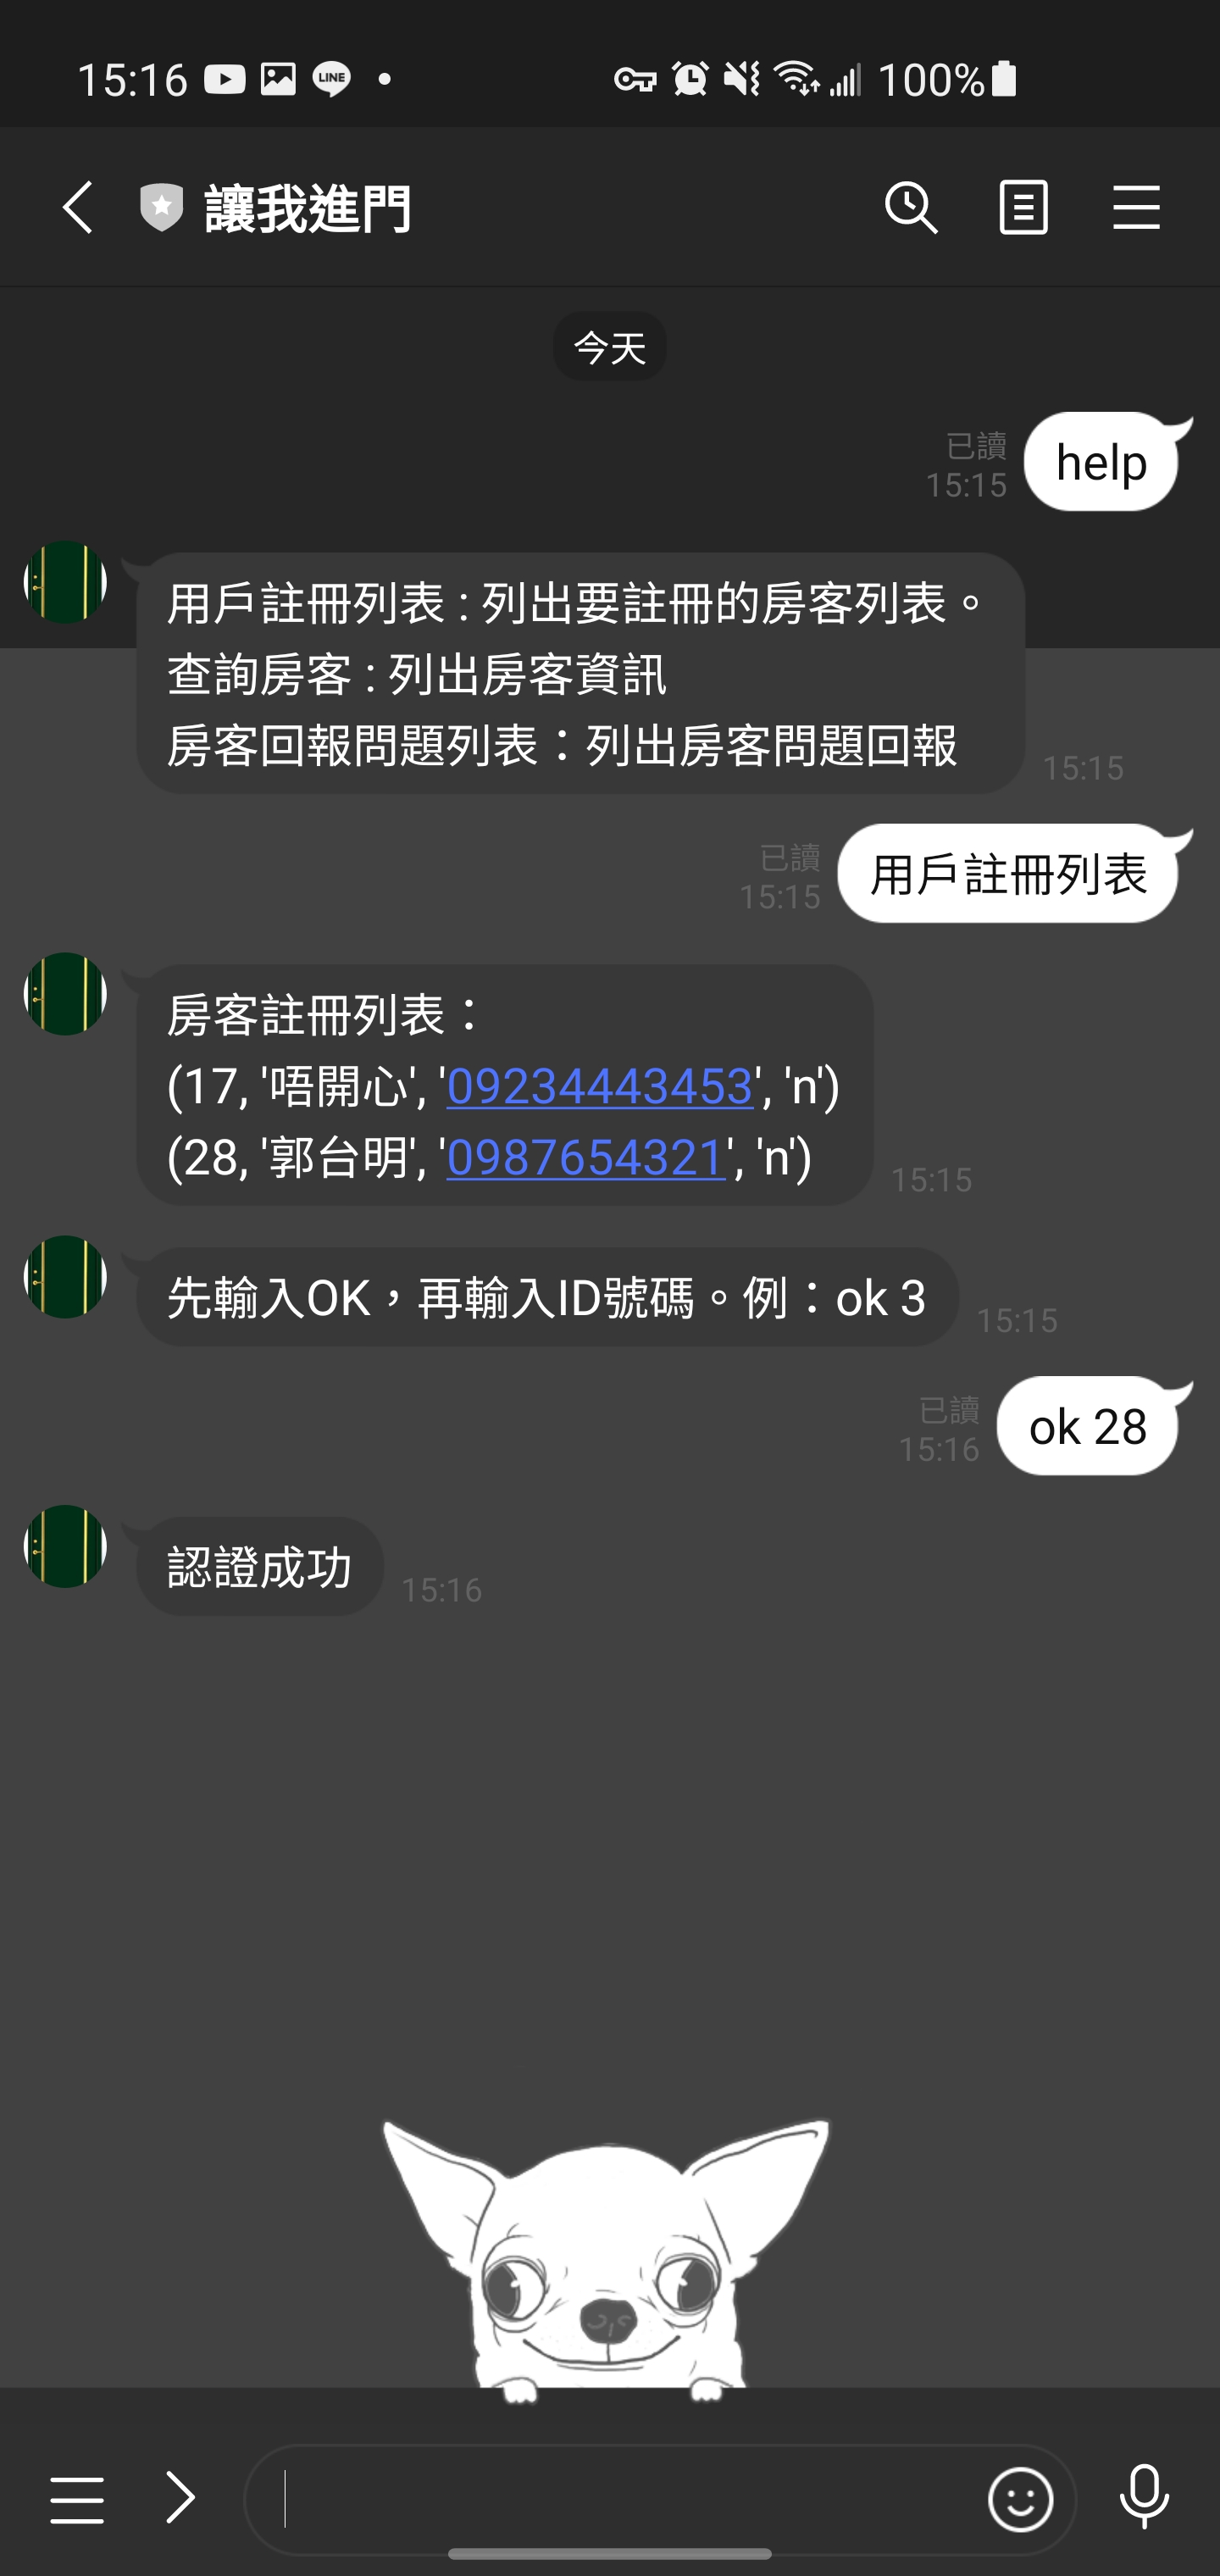 15:16 LINE 100%
讓我進門
今天
help
已讀
15:15
用戶註冊列表 : 列出要註冊的房客列表。
查詢房客 : 列出房客資訊
房客回報問題列表：列出房客問題回報
15:15
用戶註冊列表
已讀
15:15
房客註冊列表：
(17, '唔開心', '09234443453', 'n')
(28, '郭台明', '0987654321', 'n')
15:15
先輸入OK，再輸入ID號碼。例：ok 3
15:15
ok 28
已讀
15:16
認證成功
15:16